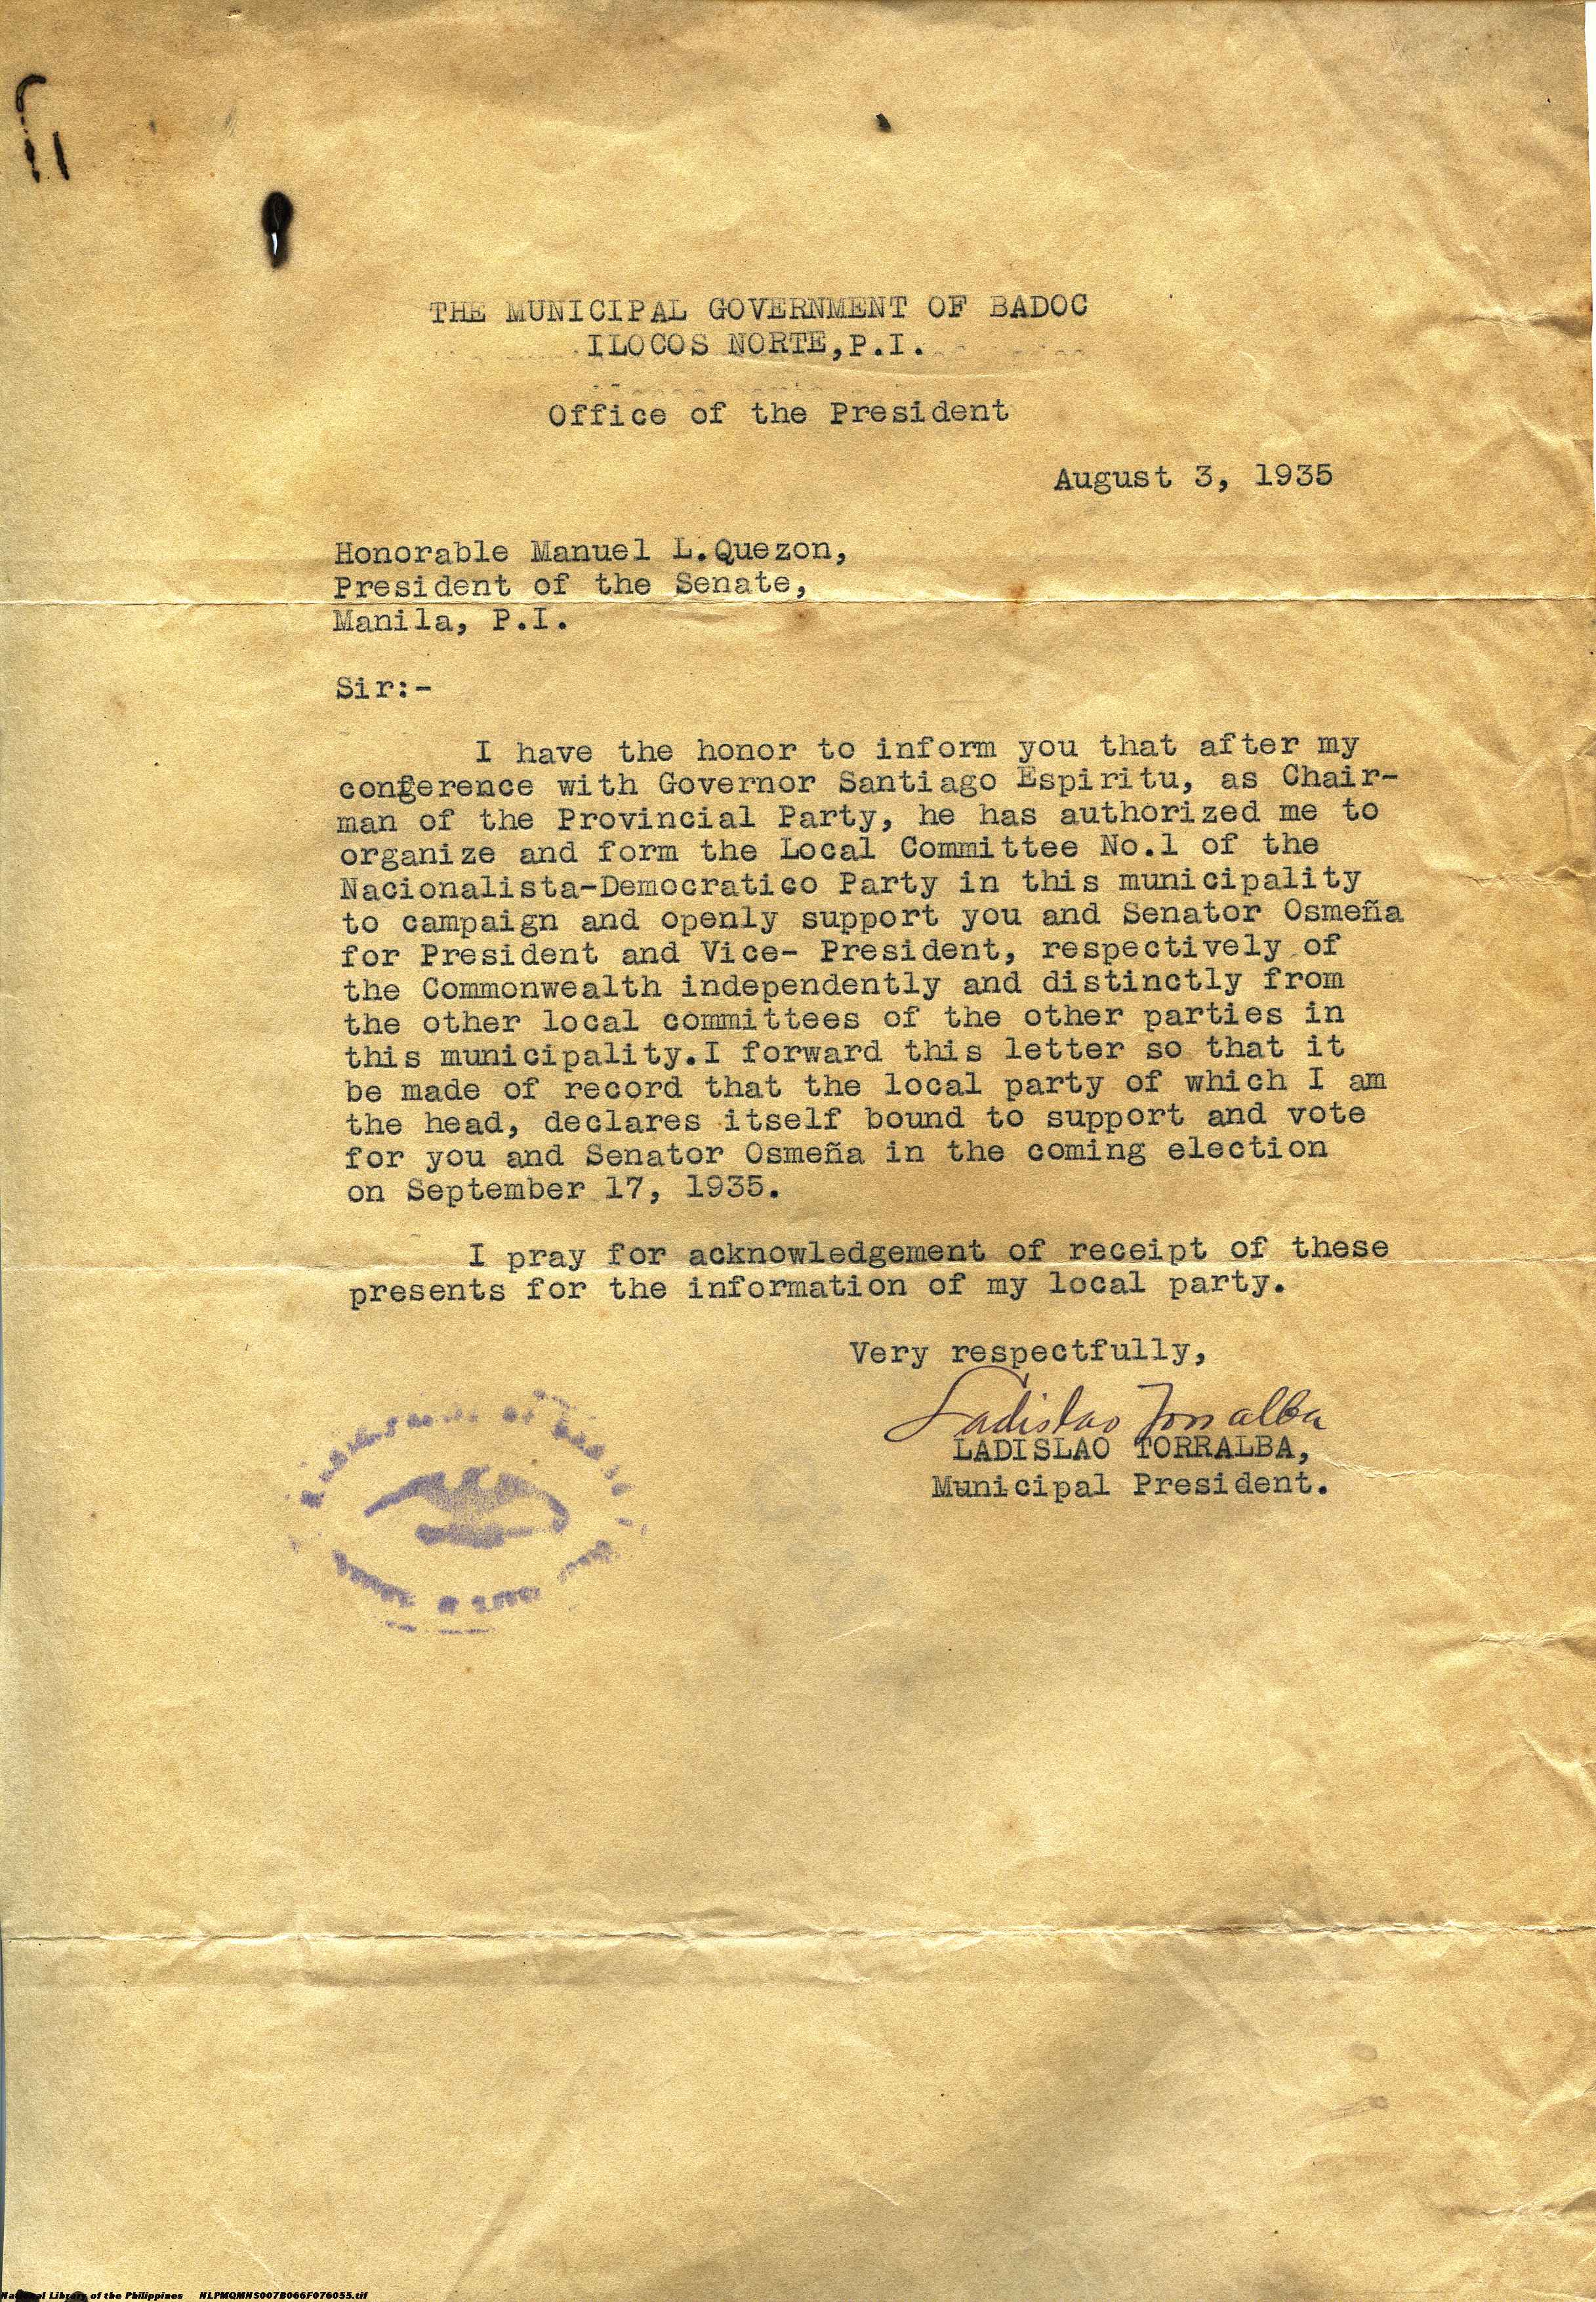 THE MUNICIPAL GOVERNMENT OF BADOC
ILOCOS NORTE,P.I.
Office of the President
August 3, 1935
Honorable Manuel L.Quezon,
President of the Senate,
Manila, P.I.
Sir:-
I have the honor to inform you that after my
conference with Governor Santiago Espiritu, as Chair-
man of the Provincial Party, he has authorized me to
organize and form the Local Committee No.1 of the
Nacionalista-Democratico Party in this municipality
to campaign and openly support you and Senator Osmeña
for President and Vice- President, respectively of
the Commonwealth independently and distinctly from
the other local committees of the other parties in
this municipality.I forward this letter so that it
be made of record that the local party of which I am
the head, declares itself bound to support and vote
for you and Senator Osmeña in the coming election
on September 17, 1935.
I pray for acknowledgement of receipt of these
presents for the information of my local party.
Very respectfully,
Ladislao Torralba
LADISLAO TORRALBA,
Municipal President.
National Library of the Philippines NLPMQMNS007B066F076055.tif